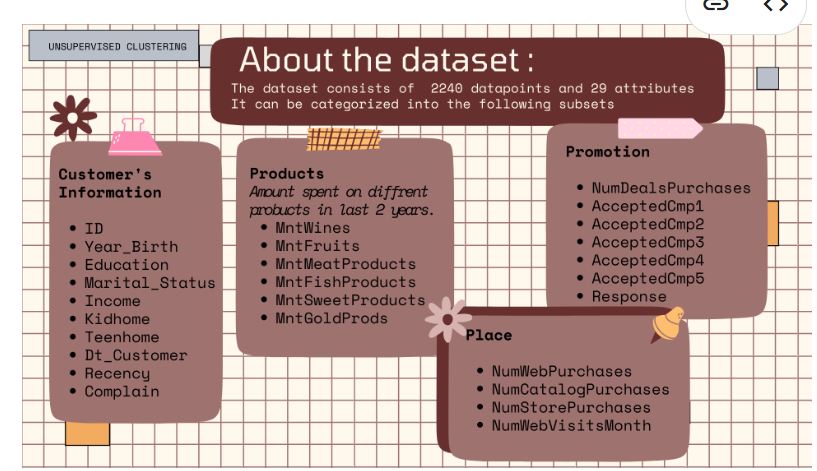 UNSUPERVISED CLUSTERING
About the dataset :
The dataset consists of 2240 datapoints and 29 attributes
It can be categorized into the following subsets
Customer's
Information
• ID
• Year_Birth
• Education
• Marital_Status
• Income
• Kidhome
• Teenhome
• Dt_Customer
• Recency
• Complain
Products
Amount spent on diffrent
products in last 2 years.
• MntWines
• MntFruits
• MntMeatProducts
• MntFishProducts
• MntSweetProducts
• MntGoldProds
Promotion
• NumDealsPurchases
• AcceptedCmp1
• AcceptedCmp2
• AcceptedCmp3
• AcceptedCmp4
• AcceptedCmp5
• Response
Place
• NumWebPurchases
• NumCatalogPurchases
• NumStorePurchases
• NumWebVisitsMonth